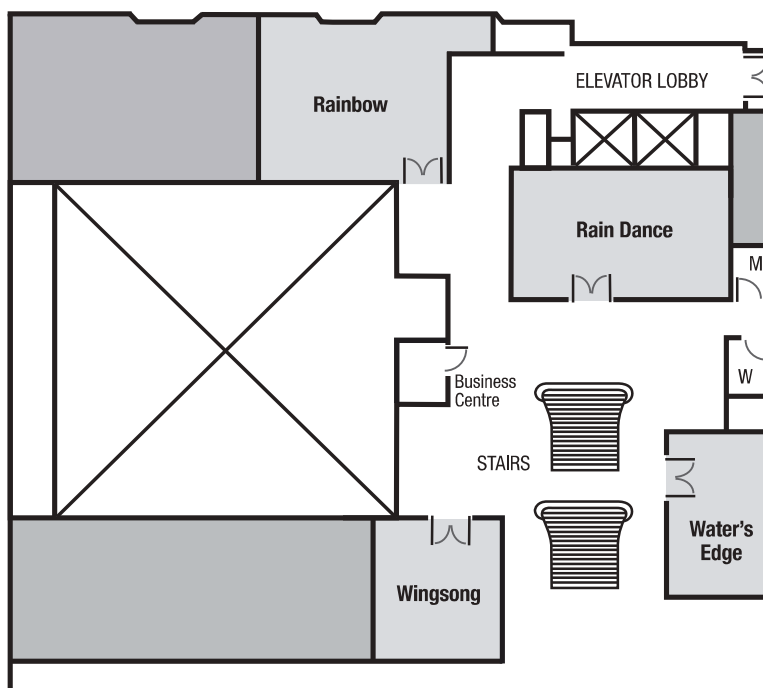 ELEVATOR LOBBY
Rainbow
Rain Dance
M
W
Business
Centre
STAIRS
Water's
Edge
Wingsong